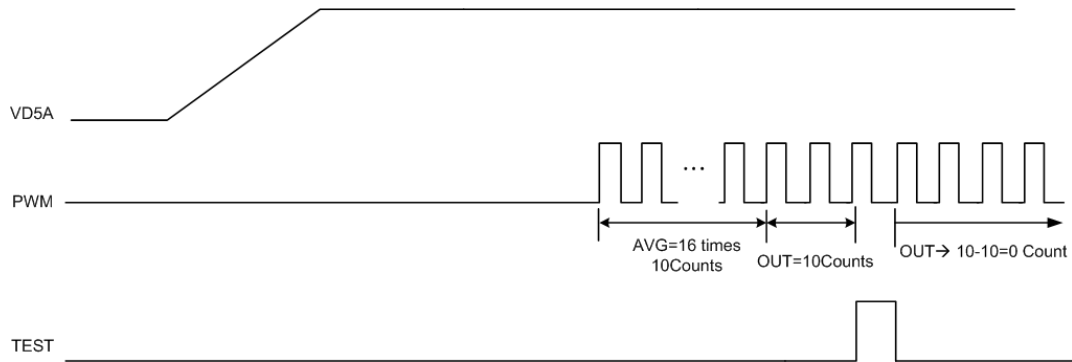 VD5A
PWM
...
AVG=16 times
10Counts
OUT=10Counts
OUT→ 10-10=0 Count
TEST